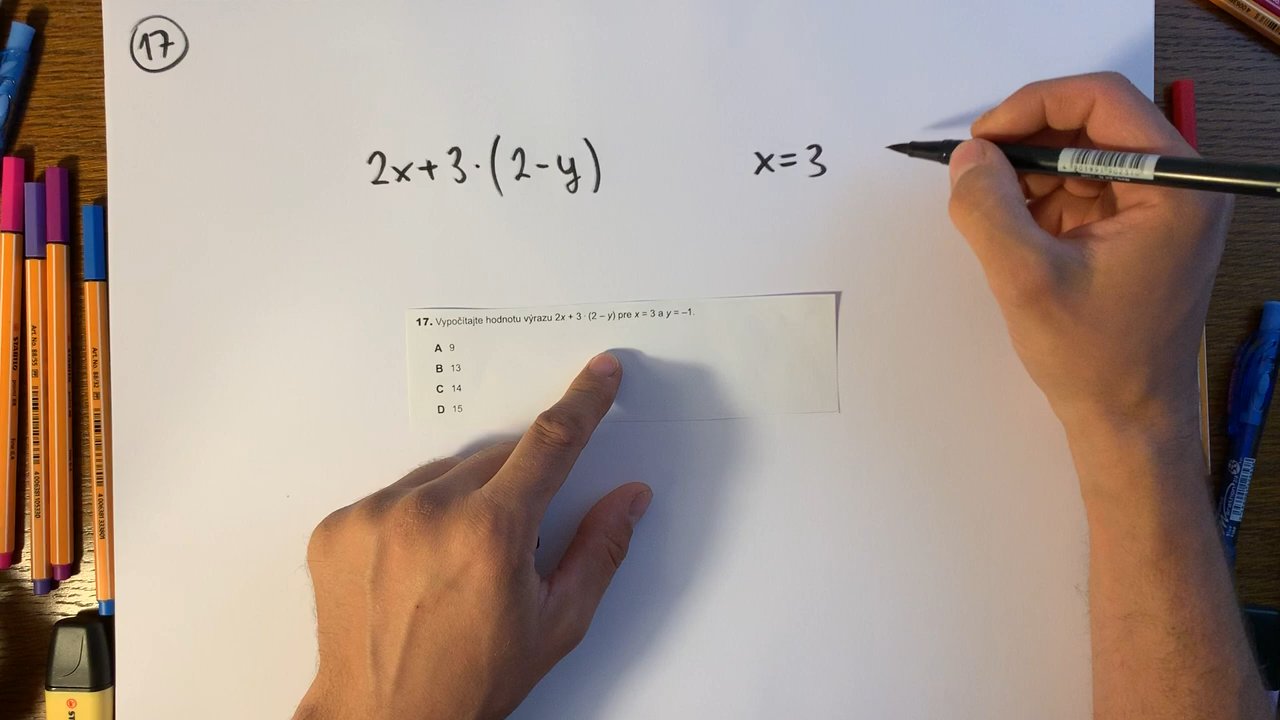 17
2x+3·(2-y)
x=3
17. Vypočítajte hodnotu výrazu 2x + 3 · (2 – y) pre x = 3 a y = –1.
A 9
B 13
C 14
D 15